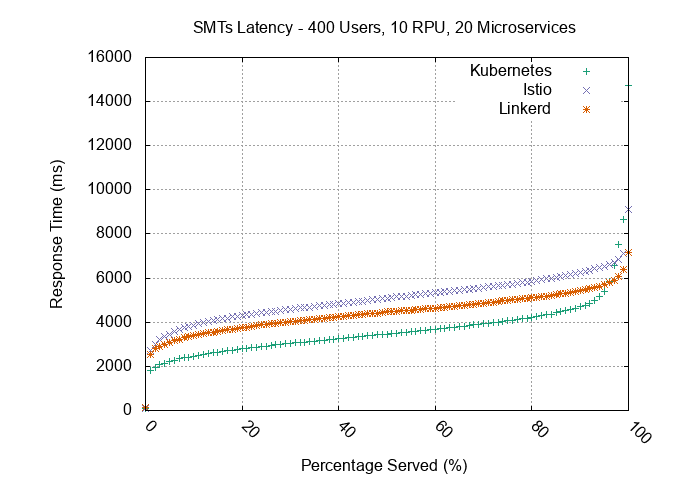 SMTs Latency - 400 Users, 10 RPU, 20 Microservices
16000
14000
12000
10000
8000
6000
4000
2000
0
Response Time (ms)
Kubernetes
Istio
Linkerd
0
20
40
60
80
100
Percentage Served (%)